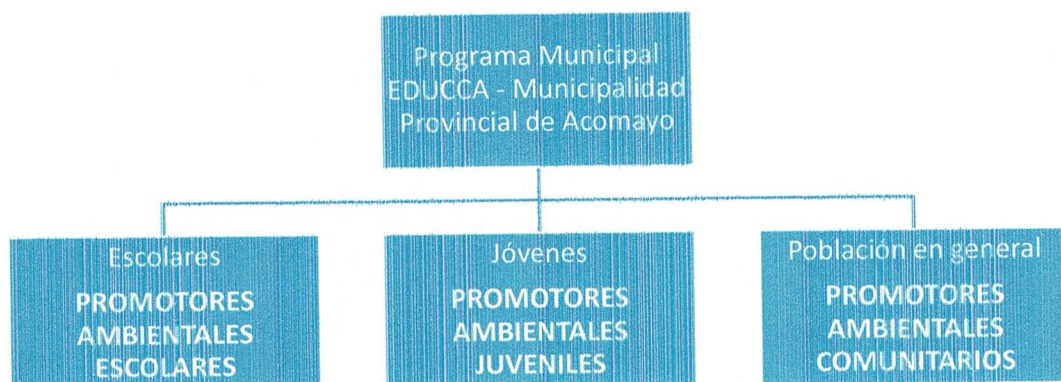 Programa Municipal
EDUCCA - Municipalidad
Provincial de Acomayo
Escolares
PROMOTORES
AMBIENTALES
ESCOLARES
Jóvenes
PROMOTORES
AMBIENTALES
JUVENILES
Población en general
PROMOTORES
AMBIENTALES
COMUNITARIOS